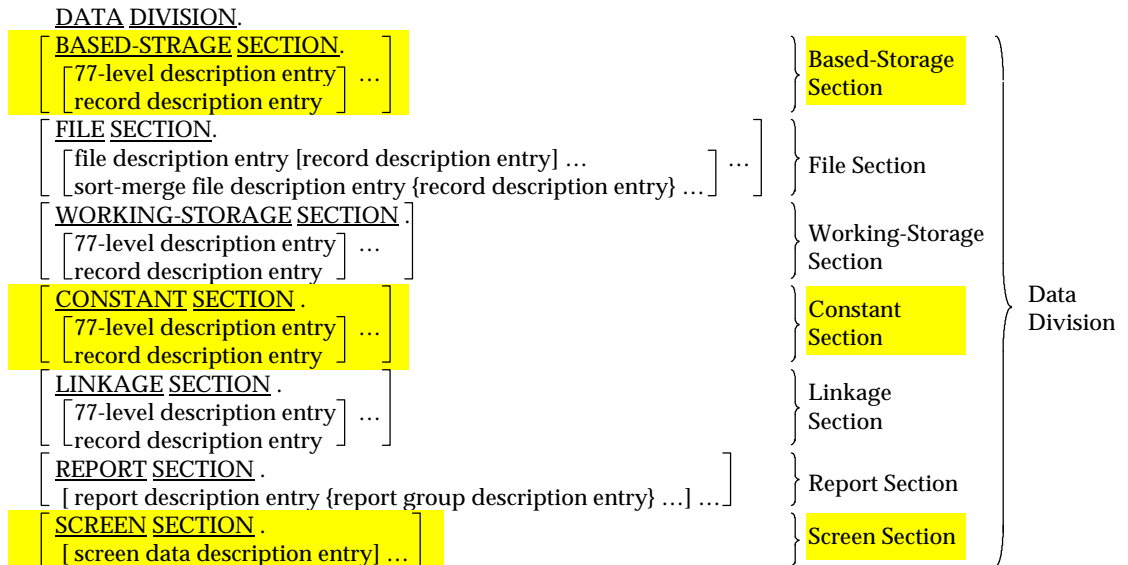 DATA DIVISION.
BASED-STRAGE SECTION.
77-level description entry …
record description entry
Based-Storage
Section
FILE SECTION.
file description entry [record description entry] …
sort-merge file description entry {record description entry} … …
File Section
WORKING-STORAGE SECTION .
77-level description entry …
record description entry
Working-Storage
Section
CONSTANT SECTION .
77-level description entry …
record description entry
Constant
Section
Data
Division
LINKAGE SECTION .
77-level description entry …
record description entry
Linkage
Section
REPORT SECTION .
[ report description entry {report group description entry} …] …
Report Section
SCREEN SECTION .
[ screen data description entry] …
Screen Section